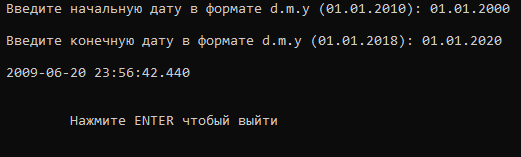 Введите начальную дату в формате d.m.y (01.01.2010): 01.01.2000
Введите конечную дату в формате d.m.y (01.01.2018): 01.01.2020
2009-06-20 23:56:42.440
Нажмите ENTER чтобый выйти